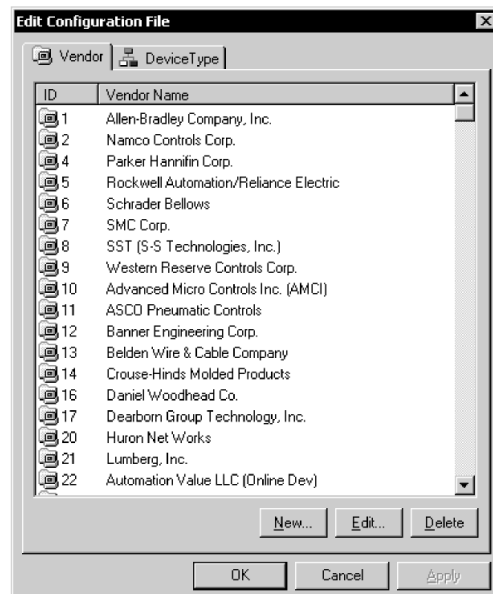 Edit Configuration File
Vendor DeviceType
ID Vendor Name
1 Allen-Bradley Company, Inc.
2 Namco Controls Corp.
4 Parker Hannifin Corp.
5 Rockwell Automation/Reliance Electric
6 Schrader Bellows
7 SMC Corp.
8 SST (S-S Technologies, Inc.)
9 Western Reserve Controls Corp.
10 Advanced Micro Controls Inc. (AMCI)
11 ASCO Pneumatic Controls
12 Banner Engineering Corp.
13 Belden Wire & Cable Company
14 Crouse-Hinds Molded Products
16 Daniel Woodhead Co.
17 Dearborn Group Technology, Inc.
20 Huron Net Works
21 Lumberg, Inc.
22 Automation Value LLC (Online Dev)
New... Edit... Delete
OK Cancel Apply